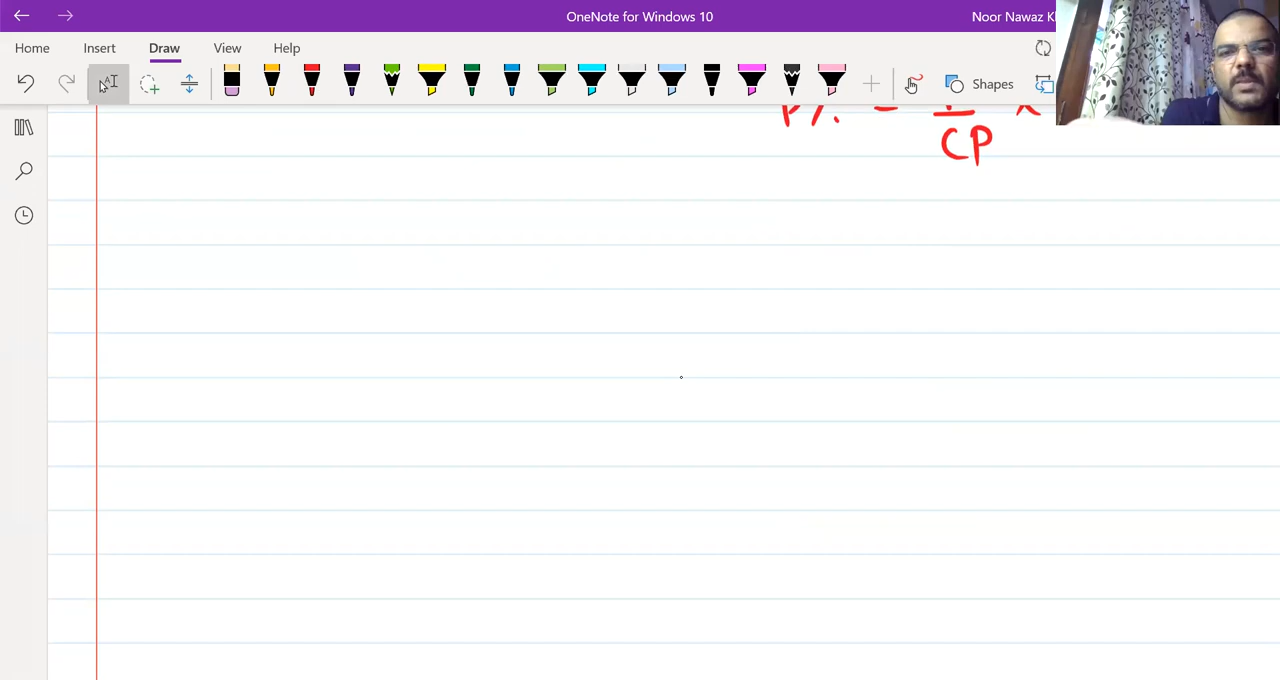 OneNote for Windows 10
Noor Nawaz
Home Insert Draw View Help
Shapes
P% =
CP